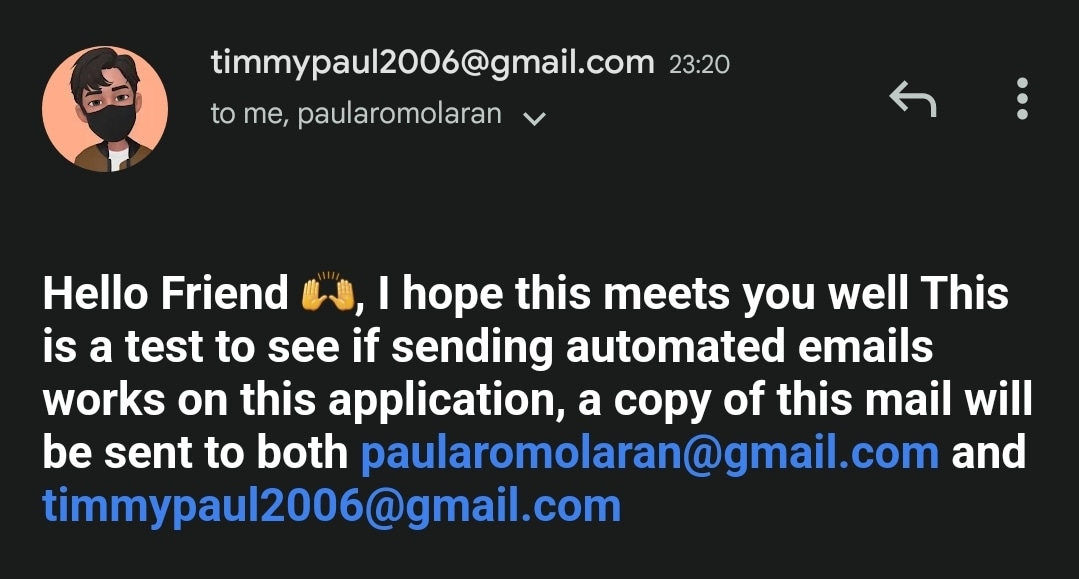 timmypaul2006@gmail.com 23:20
to me, paularomolaran
Hello Friend 🙌, I hope this meets you well This
is a test to see if sending automated emails
works on this application, a copy of this mail will
be sent to both paularomolaran@gmail.com and
timmypaul2006@gmail.com